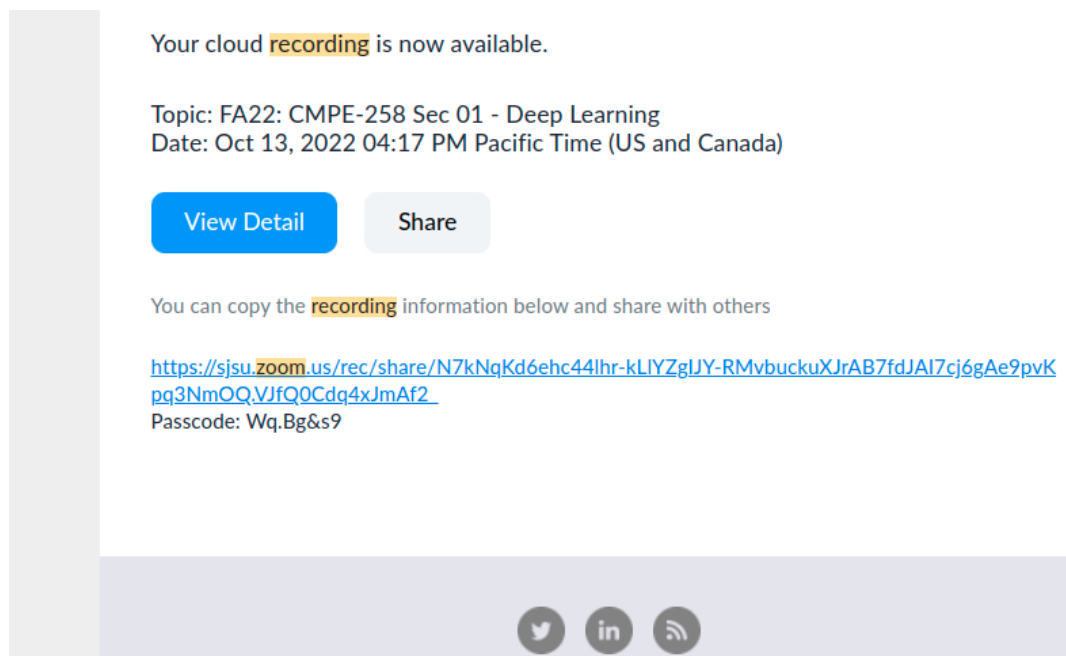 Your cloud recording is now available.
Topic: FA22: CMPE-258 Sec 01 - Deep Learning
Date: Oct 13, 2022 04:17 PM Pacific Time (US and Canada)
View Detail
Share
You can copy the recording information below and share with others
https://sjsu.zoom.us/rec/share/N7kNqKd6ehc44lhr-kLlYZglJY-RMvbuckuXJrAB7fdJAI7cj6gAe9pvK
pq3NmOQ.VJfQ0Cdq4xJmAf2
Passcode: Wq.Bg&s9
in